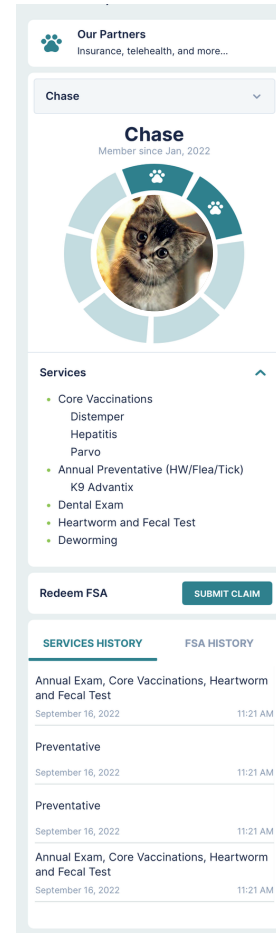 Our Partners
Insurance, telehealth, and more...
Chase
Chase
Member since Jan, 2022
Services
Core Vaccinations
Distemper
Hepatitis
Parvo
Annual Preventative (HW/Flea/Tick)
K9 Advantix
Dental Exam
Heartworm and Fecal Test
Deworming
Redeem FSA
SUBMIT CLAIM
SERVICES HISTORY
FSA HISTORY
Annual Exam, Core Vaccinations, Heartworm
and Fecal Test
September 16, 2022
11:21 AM
Preventative
September 16, 2022
11:21 AM
Preventative
September 16, 2022
11:21 AM
Annual Exam, Core Vaccinations, Heartworm
and Fecal Test
September 16, 2022
11:21 AM